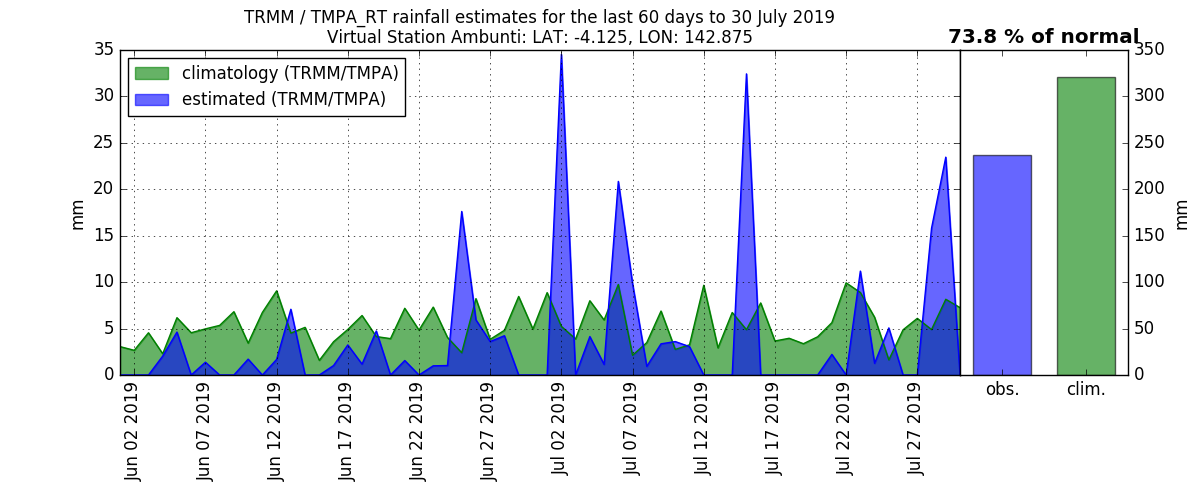 TRMM / TMPA_RT rainfall estimates for the last 60 days to 30 July 2019
Virtual Station Ambunti: LAT: -4.125, LON: 142.875
73.8 % of normal
climatology (TRMM/TMPA)
estimated (TRMM/TMPA)
35
30
25
20
15
10
5
0
mm
Jun 02 2019
Jun 07 2019
Jun 12 2019
Jun 17 2019
Jun 22 2019
Jun 27 2019
Jul 02 2019
Jul 07 2019
Jul 12 2019
Jul 17 2019
Jul 22 2019
Jul 27 2019
obs.
clim.
350
300
250
200
150
100
50
0
mm